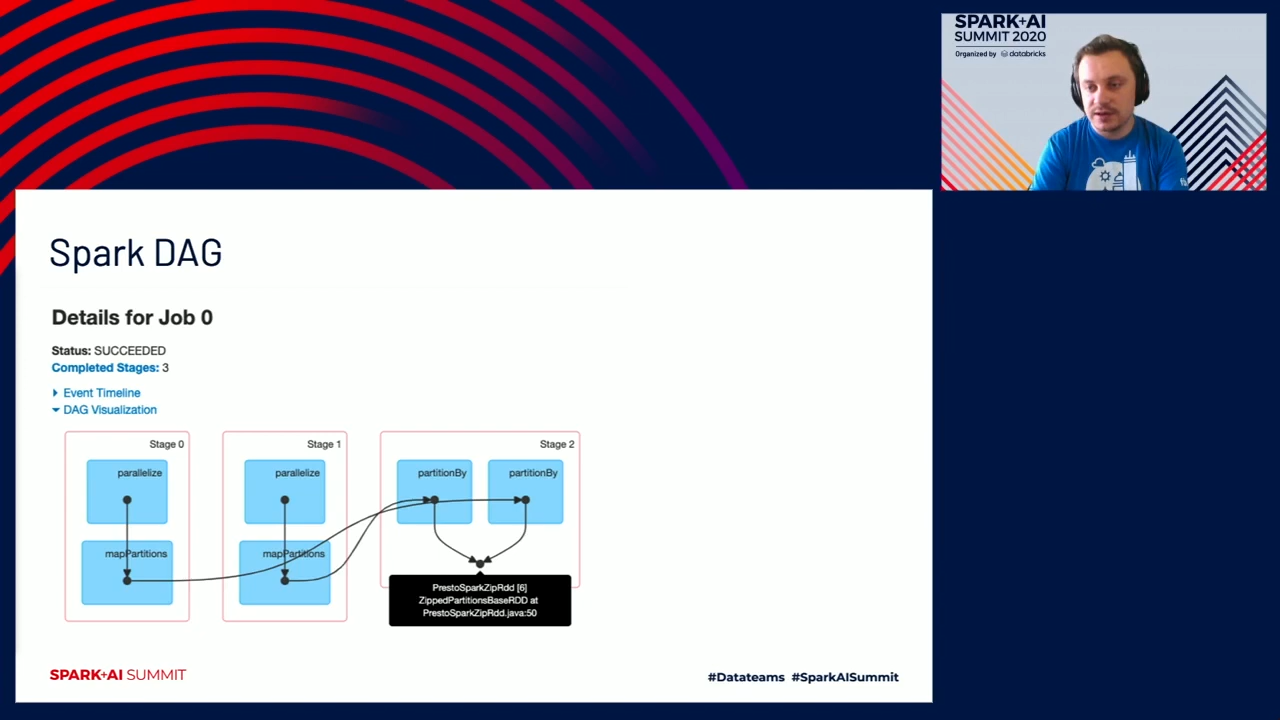 SPARK+AI
SUMMIT 2020
Organized by databricks
Spark DAG
Details for Job 0
Status: SUCCEEDED
Completed Stages: 3
Event Timeline
DAG Visualization
Stage 0
parallelize
mapPartitions
Stage 1
parallelize
mapPartitions
Stage 2
partitionBy
partitionBy
PrestoSparkZipRdd [6]
ZippedPartitionsBaseRDD at
PrestoSparkZipRdd.java:50
SPARK+AI SUMMIT
#Datateams #SparkAISummit